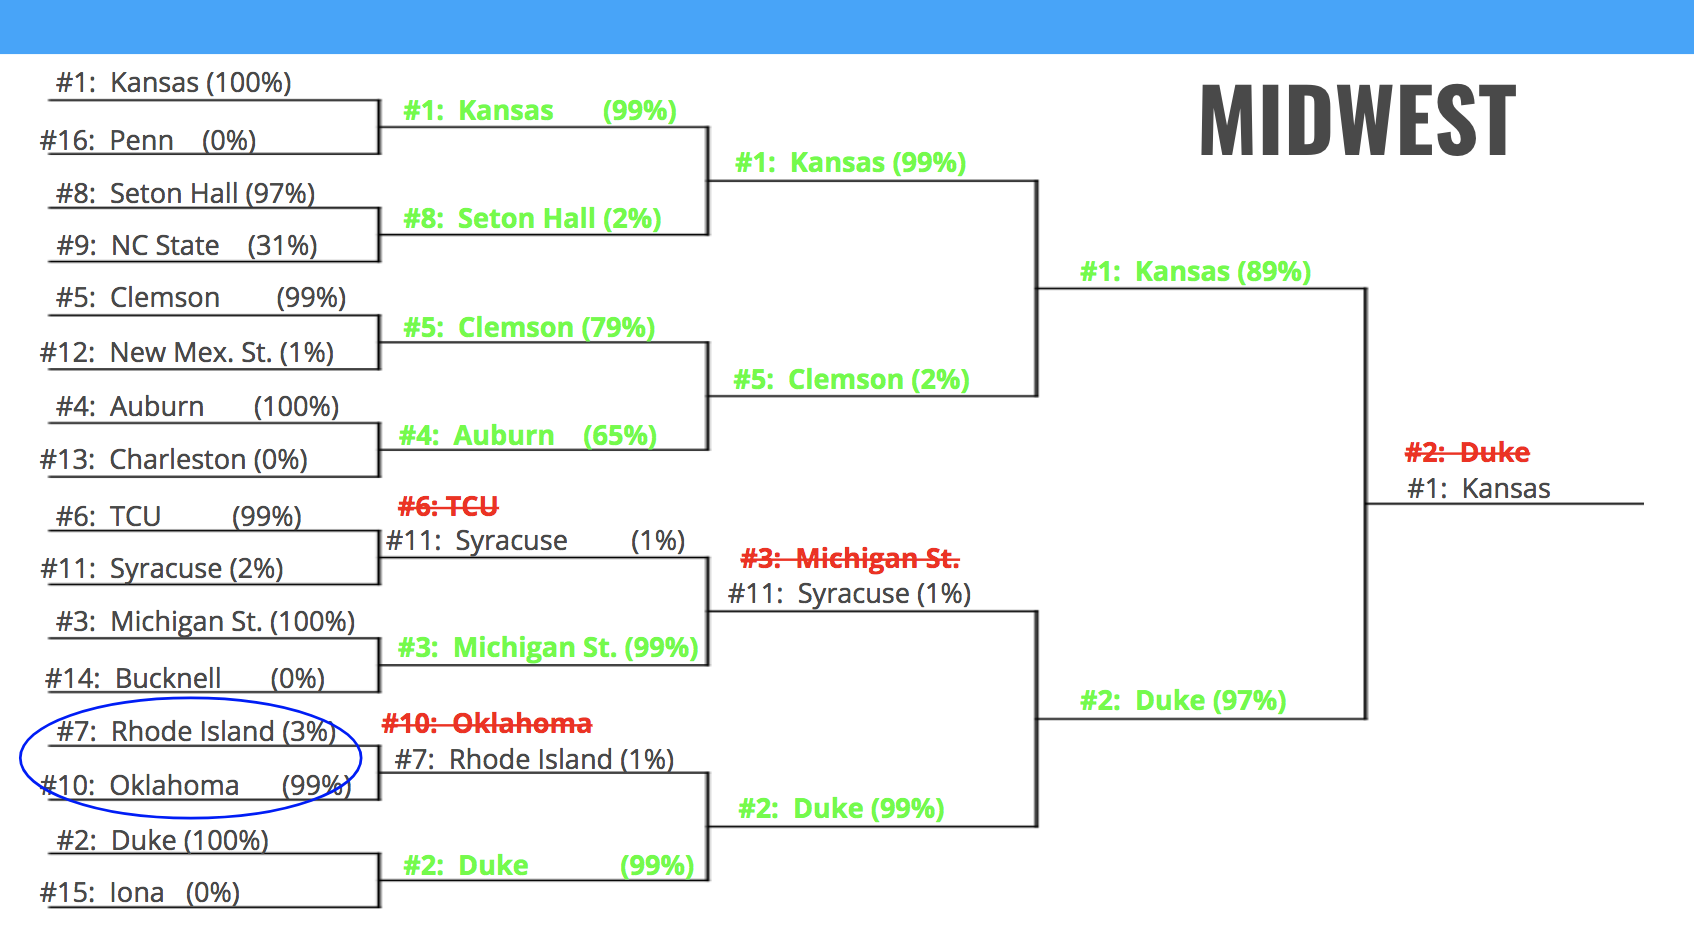 MIDWEST
#1: Kansas (100%)
#16: Penn (0%)
#8: Seton Hall (97%)
#9: NC State (31%)
#5: Clemson (99%)
#12: New Mex. St. (1%)
#4: Auburn (100%)
#13: Charleston (0%)
#6: TCU (99%)
#11: Syracuse (2%)
#3: Michigan St. (100%)
#14: Bucknell (0%)
#7: Rhode Island (3%)
#10: Oklahoma (99%)
#2: Duke (100%)
#15: Iona (0%)
#1: Kansas (99%)
#8: Seton Hall (2%)
#5: Clemson (79%)
#4: Auburn (65%)
#6: TCU
#11: Syracuse (1%)
#3: Michigan St. (99%)
#10: Oklahoma
#7: Rhode Island (1%)
#2: Duke (99%)
#1: Kansas (99%)
#5: Clemson (2%)
#3: Michigan St.
#11: Syracuse (1%)
#2: Duke (99%)
#1: Kansas (89%)
#2: Duke (97%)
#2: Duke
#1: Kansas